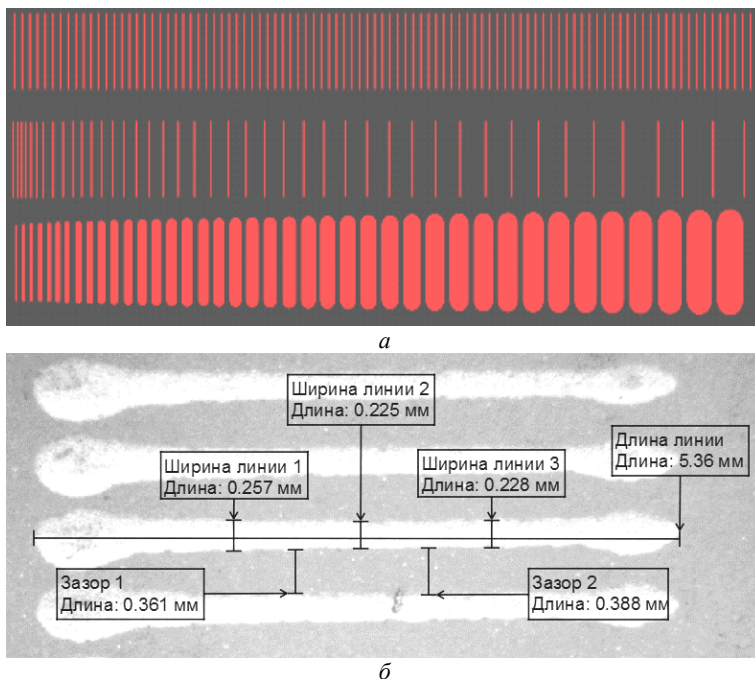 а
Ширина линии 2
Длина: 0.225 мм
Длина линии
Длина: 5.36 мм
Ширина линии 1
Длина: 0.257 мм
Ширина линии 3
Длина: 0.228 мм
Зазор 1
Длина: 0.361 мм
Зазор 2
Длина: 0.388 мм
б